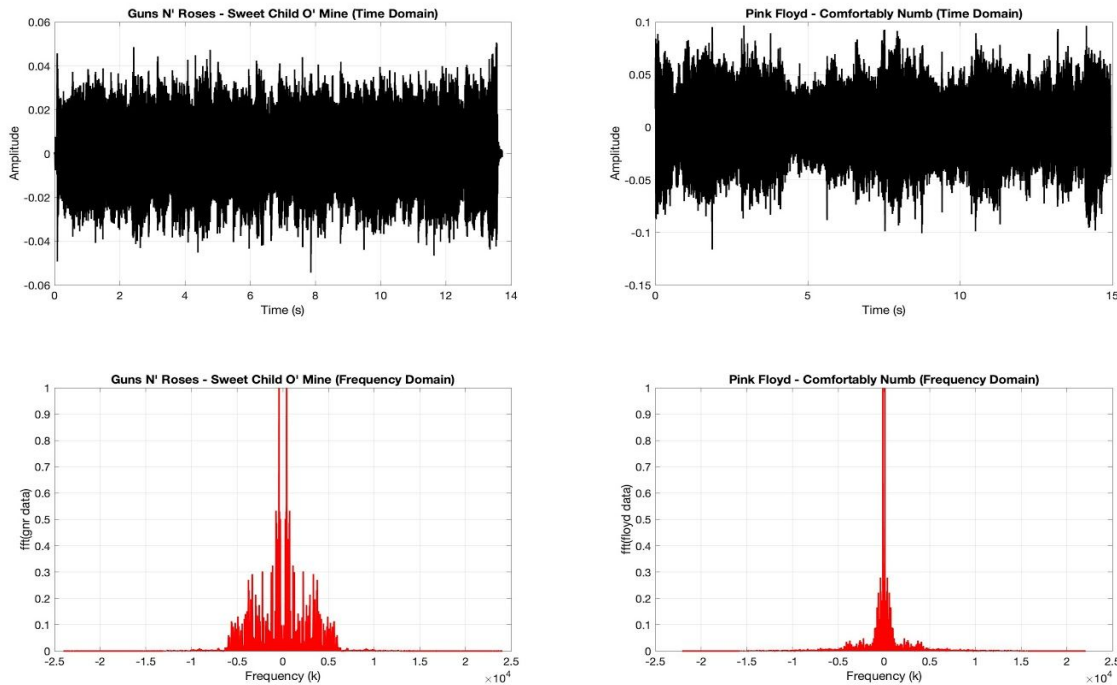 Guns N' Roses - Sweet Child O' Mine (Time Domain)
0.06
0.04
0.02
0
-0.02
-0.04
-0.06
Amplitude
0 2 4 6 8 10 12 14
Time (s)
Pink Floyd - Comfortably Numb (Time Domain)
0.1
0.05
0
-0.05
-0.1
-0.15
Amplitude
0 5 10 15
Time (s)
Guns N' Roses - Sweet Child O' Mine (Frequency Domain)
1
0.9
0.8
0.7
0.6
0.5
0.4
0.3
0.2
0.1
0
fft(gnr data)
-2.5 -2 -1.5 -1 -0.5 0 0.5 1 1.5 2 2.5
Frequency (k)
×10^4
Pink Floyd - Comfortably Numb (Frequency Domain)
1
0.9
0.8
0.7
0.6
0.5
0.4
0.3
0.2
0.1
0
fft(floyd data)
-2.5 -2 -1.5 -1 -0.5 0 0.5 1 1.5 2 2.5
Frequency (k)
×10^4